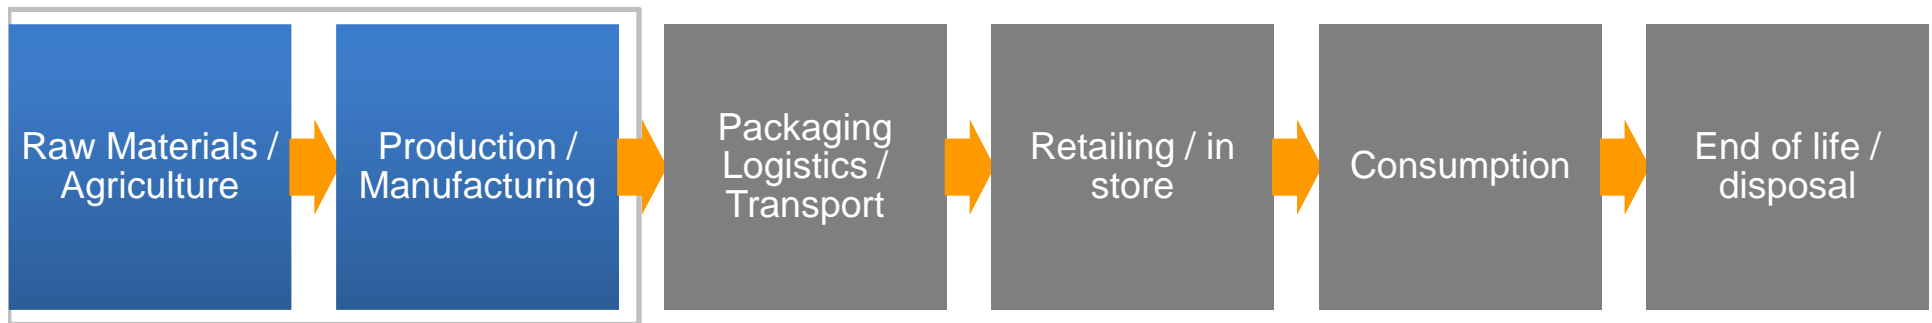 Raw Materials /
Agriculture
Production /
Manufacturing
Packaging
Logistics /
Transport
Retailing / in
store
Consumption
End of life /
disposal